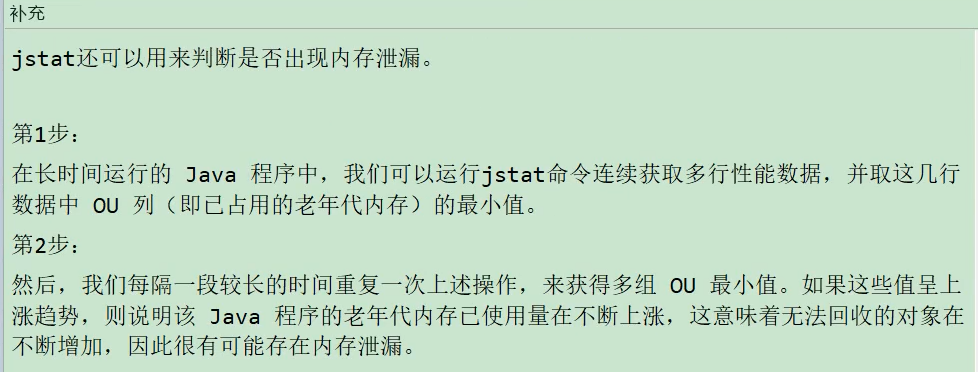 补充
jstat还可以用来判断是否出现内存泄漏。
第1步：
在长时间运行的 Java 程序中，我们可以运行jstat命令连续获取多行性能数据，并取这几行
数据中 OU 列（即已占用的老年代内存）的最小值。
第2步：
然后，我们每隔一段较长的时间重复一次上述操作，来获得多组 OU 最小值。如果这些值呈上
涨趋势，则说明该 Java 程序的老年代内存已使用量在不断上涨，这意味着无法回收的对象在
不断增加，因此很有可能存在内存泄漏。